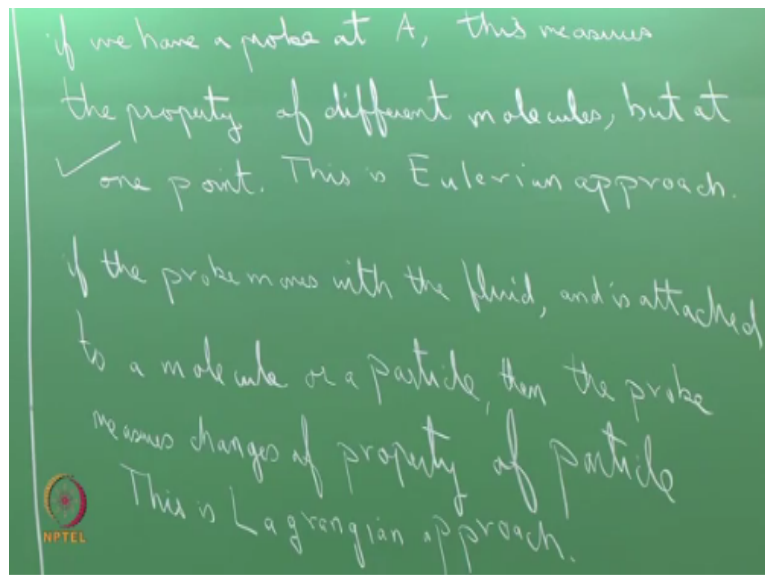 if we have a probe at A, this measures
the property of different molecules, but at
one point. This is Eulerian approach.
if the probe moves with the fluid, and is attached
to a molecule or a particle, then the probe
measures changes of property of particle
This is Lagrangian approach.
NPTEL